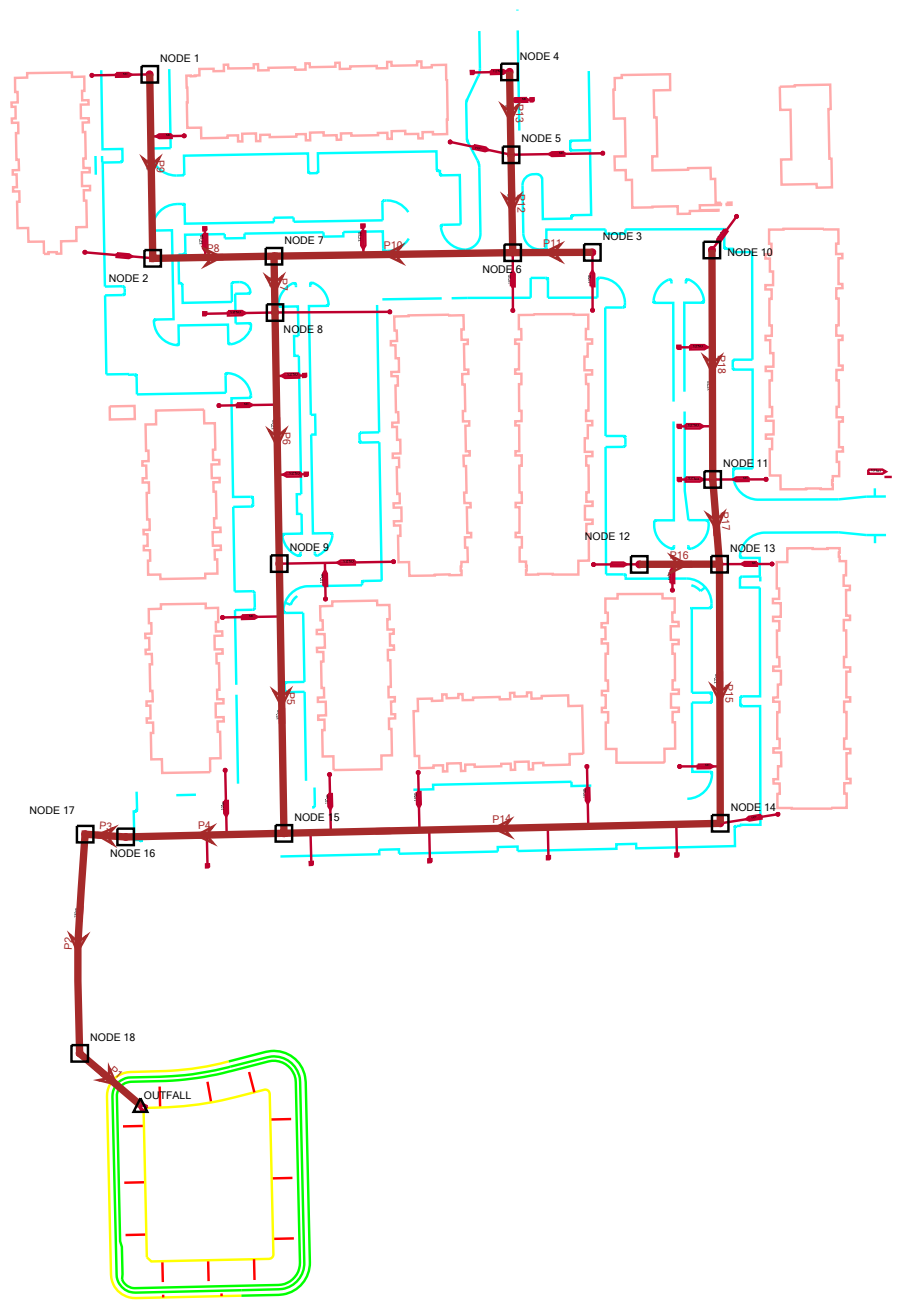 NODE 1
NODE 4
P13
NODE 5
P9
P12
NODE 3
NODE 7
P8
P10
P11
NODE 2
NODE 6
NODE 10
P7
NODE 8
P18
P6
NODE 11
P17
NODE 12
NODE 9
P16
NODE 13
P5
P15
NODE 17
P3
P4
NODE 15
P14
NODE 14
NODE 16
P2
NODE 18
P1
OUTFALL